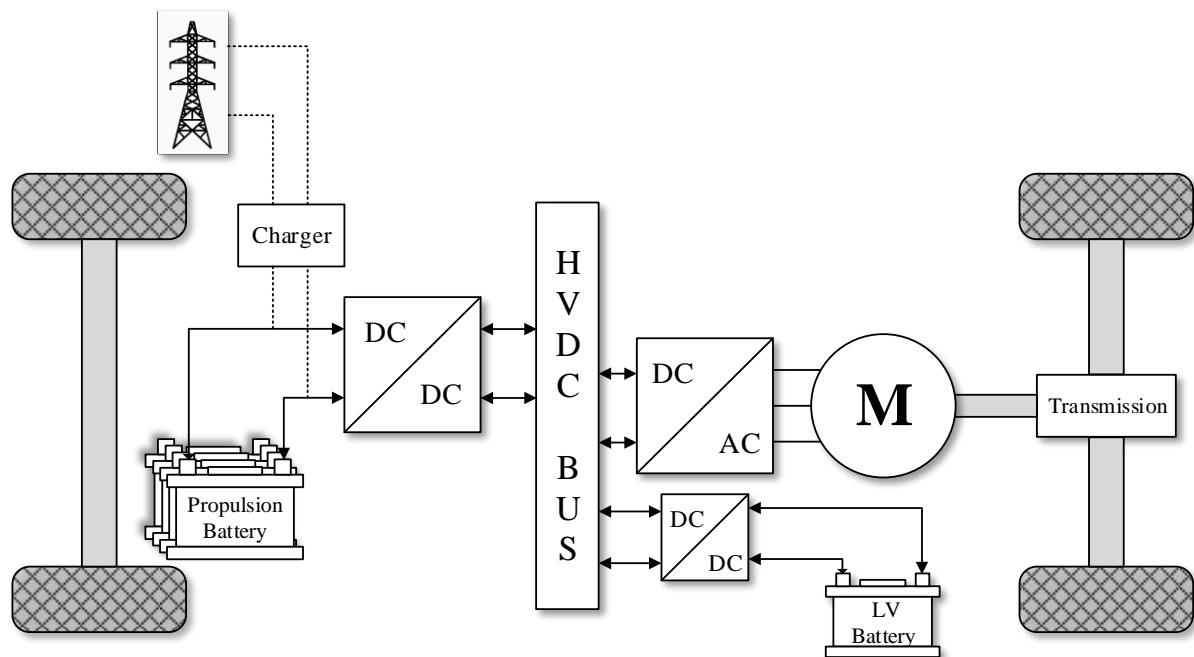 Charger
DC
DC
H
V
D
C
B
U
S
DC
AC
M
Transmission
Propulsion
Battery
DC
DC
LV
Battery